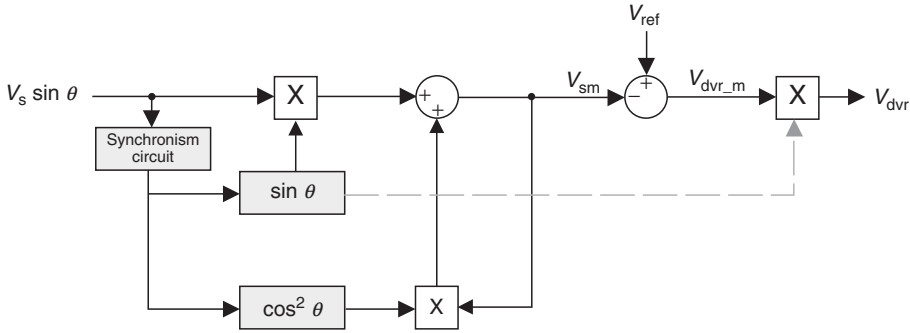 V_ref
V_s sin θ
X
+
+
V_sm
−
+
V_dvr_m
X
V_dvr
Synchronism
circuit
sin θ
cos² θ
X